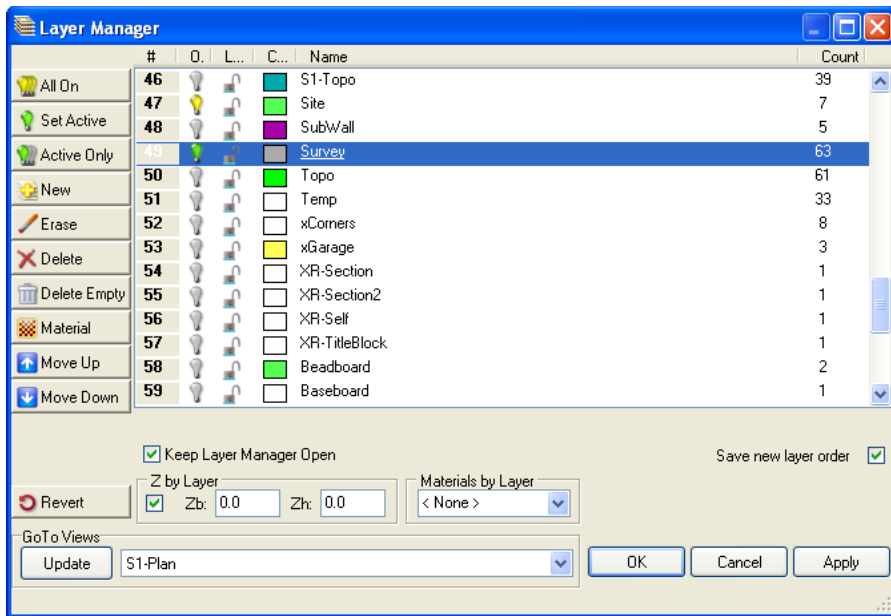 Layer Manager
# O. L... C... Name Count
All On
Set Active
Active Only
New
Erase
Delete
Delete Empty
Material
Move Up
Move Down
46 S1-Topo 39
47 Site 7
48 SubWall 5
49 Survey 63
50 Topo 61
51 Temp 33
52 xCorners 8
53 xGarage 3
54 XR-Section 1
55 XR-Section2 1
56 XR-Self 1
57 XR-TitleBlock 1
58 Beadboard 2
59 Baseboard 1
Keep Layer Manager Open
Save new layer order
Z by Layer
Materials by Layer
Revert
Zb: 0.0 Zh: 0.0
< None >
GoTo Views
Update S1-Plan
OK Cancel Apply